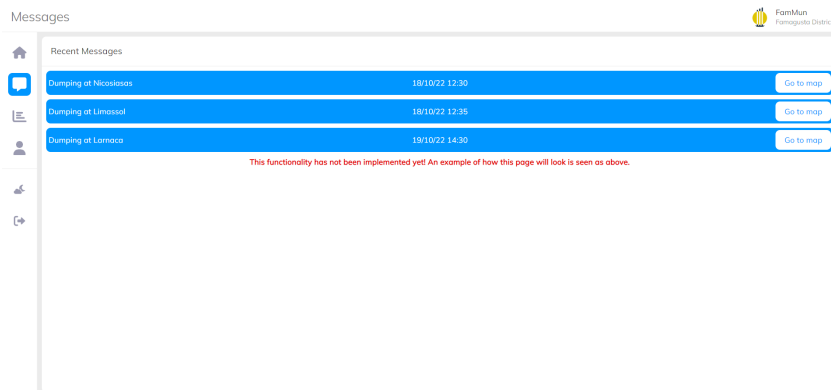 Messages
FamMun
Famagusta Distric
Recent Messages
Dumping at Nicosiasas 18/10/22 12:30 Go to map
Dumping at Limassol 18/10/22 12:35 Go to map
Dumping at Larnaca 19/10/22 14:30 Go to map
This functionality has not been implemented yet! An example of how this page will look is seen as above.